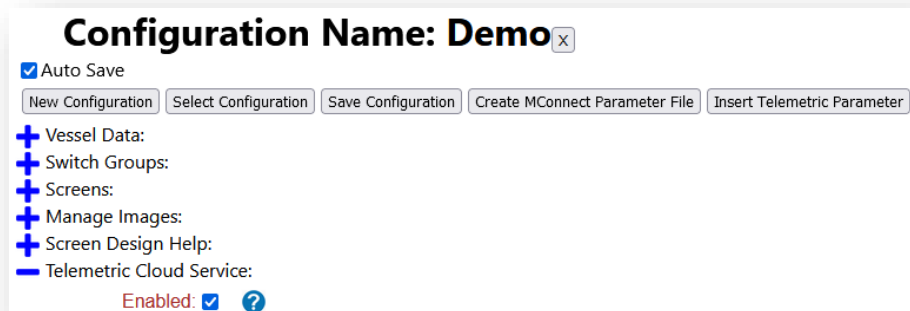 Configuration Name: Demo x
Auto Save
New Configuration Select Configuration Save Configuration Create MConnect Parameter File Insert Telemetric Parameter
Vessel Data:
Switch Groups:
Screens:
Manage Images:
Screen Design Help:
Telemetric Cloud Service:
Enabled: ?